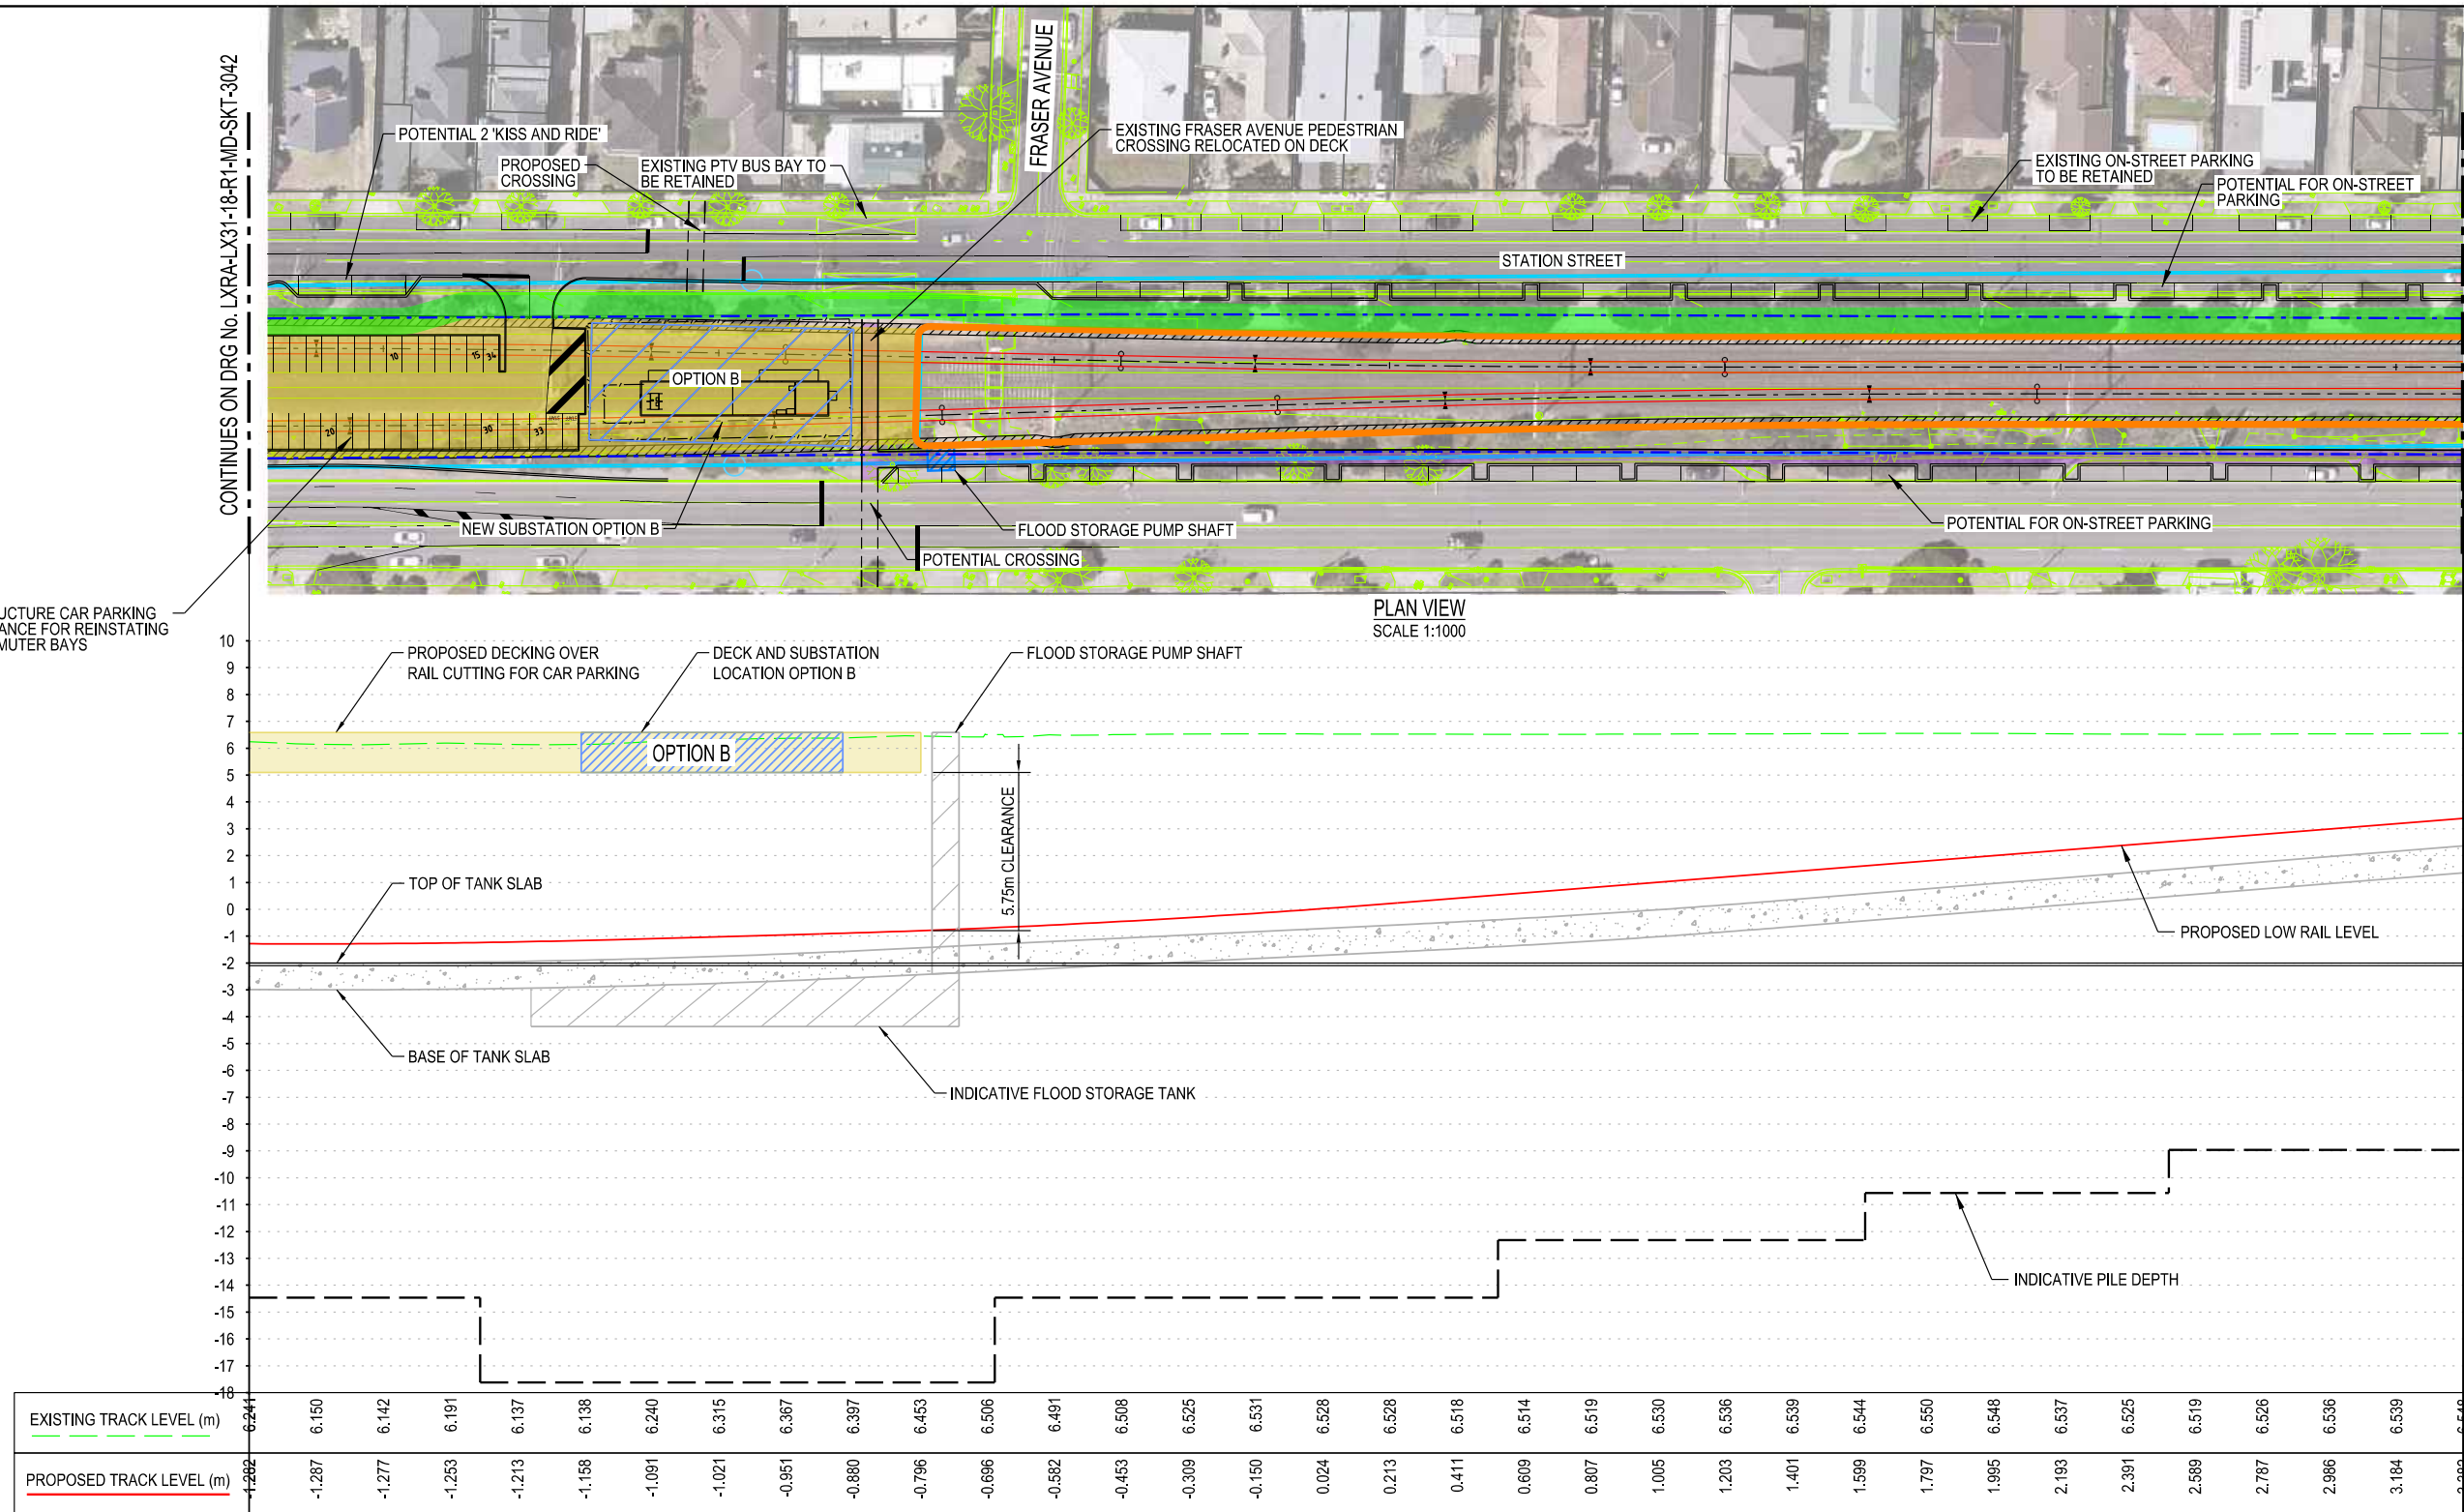 CONTINUES ON DRG No. LXRA-LX31-18-R1-MD-SKT-3042
POTENTIAL 2 'KISS AND RIDE'
PROPOSED
CROSSING
EXISTING PTV BUS BAY TO
BE RETAINED
FRASER AVENUE
EXISTING FRASER AVENUE PEDESTRIAN
CROSSING RELOCATED ON DECK
EXISTING ON-STREET PARKING
TO BE RETAINED
POTENTIAL FOR ON-STREET
PARKING
STATION STREET
10
15
34
OPTION B
20
30
33
NEW SUBSTATION OPTION B
FLOOD STORAGE PUMP SHAFT
POTENTIAL CROSSING
POTENTIAL FOR ON-STREET PARKING
UCTURE CAR PARKING
ANCE FOR REINSTATING
MUTER BAYS
PLAN VIEW
SCALE 1:1000
PROPOSED DECKING OVER
RAIL CUTTING FOR CAR PARKING
DECK AND SUBSTATION
LOCATION OPTION B
FLOOD STORAGE PUMP SHAFT
OPTION B
5.75m CLEARANCE
TOP OF TANK SLAB
BASE OF TANK SLAB
INDICATIVE FLOOD STORAGE TANK
PROPOSED LOW RAIL LEVEL
INDICATIVE PILE DEPTH
10
9
8
7
6
5
4
3
2
1
0
-1
-2
-3
-4
-5
-6
-7
-8
-9
-10
-11
-12
-13
-14
-15
-16
-17
-18
EXISTING TRACK LEVEL (m) 6.241 6.150 6.142 6.191 6.137 6.138 6.240 6.315 6.367 6.397 6.453 6.506 6.491 6.508 6.525 6.531 6.528 6.528 6.518 6.514 6.519 6.530 6.536 6.539 6.544 6.550 6.548 6.537 6.525 6.519 6.526 6.536 6.539
PROPOSED TRACK LEVEL (m) -1.282 -1.287 -1.277 -1.253 -1.213 -1.158 -1.091 -1.021 -0.951 -0.880 -0.796 -0.696 -0.582 -0.453 -0.309 -0.150 0.024 0.213 0.411 0.609 0.807 1.005 1.203 1.401 1.599 1.797 1.995 2.193 2.391 2.589 2.787 2.986 3.184